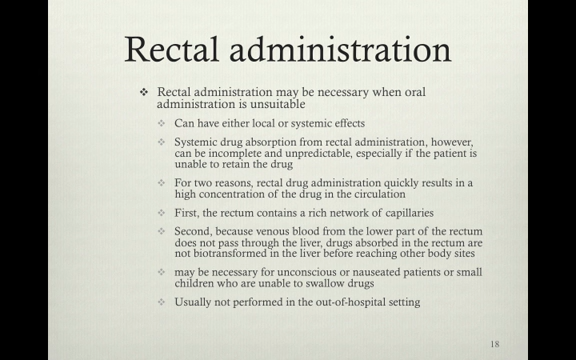 Rectal administration
Rectal administration may be necessary when oral
administration is unsuitable
Can have either local or systemic effects
Systemic drug absorption from rectal administration, however,
can be incomplete and unpredictable, especially if the patient is
unable to retain the drug
For two reasons, rectal drug administration quickly results in a
high concentration of the drug in the circulation
First, the rectum contains a rich network of capillaries
Second, because venous blood from the lower part of the rectum
does not pass through the liver, drugs absorbed in the rectum are
not biotransformed in the liver before reaching other body sites
may be necessary for unconscious or nauseated patients or small
children who are unable to swallow drugs
Usually not performed in the out-of-hospital setting
18